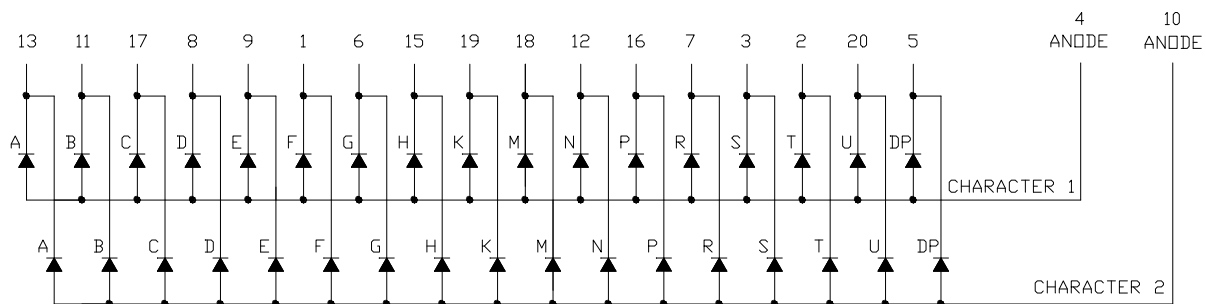 4 10
13 11 17 8 9 1 6 15 19 18 12 16 7 3 2 20 5 ANODE ANODE
A B C D E F G H K M N P R S T U DP
CHARACTER 1
A B C D E F G H K M N P R S T U DP
CHARACTER 2